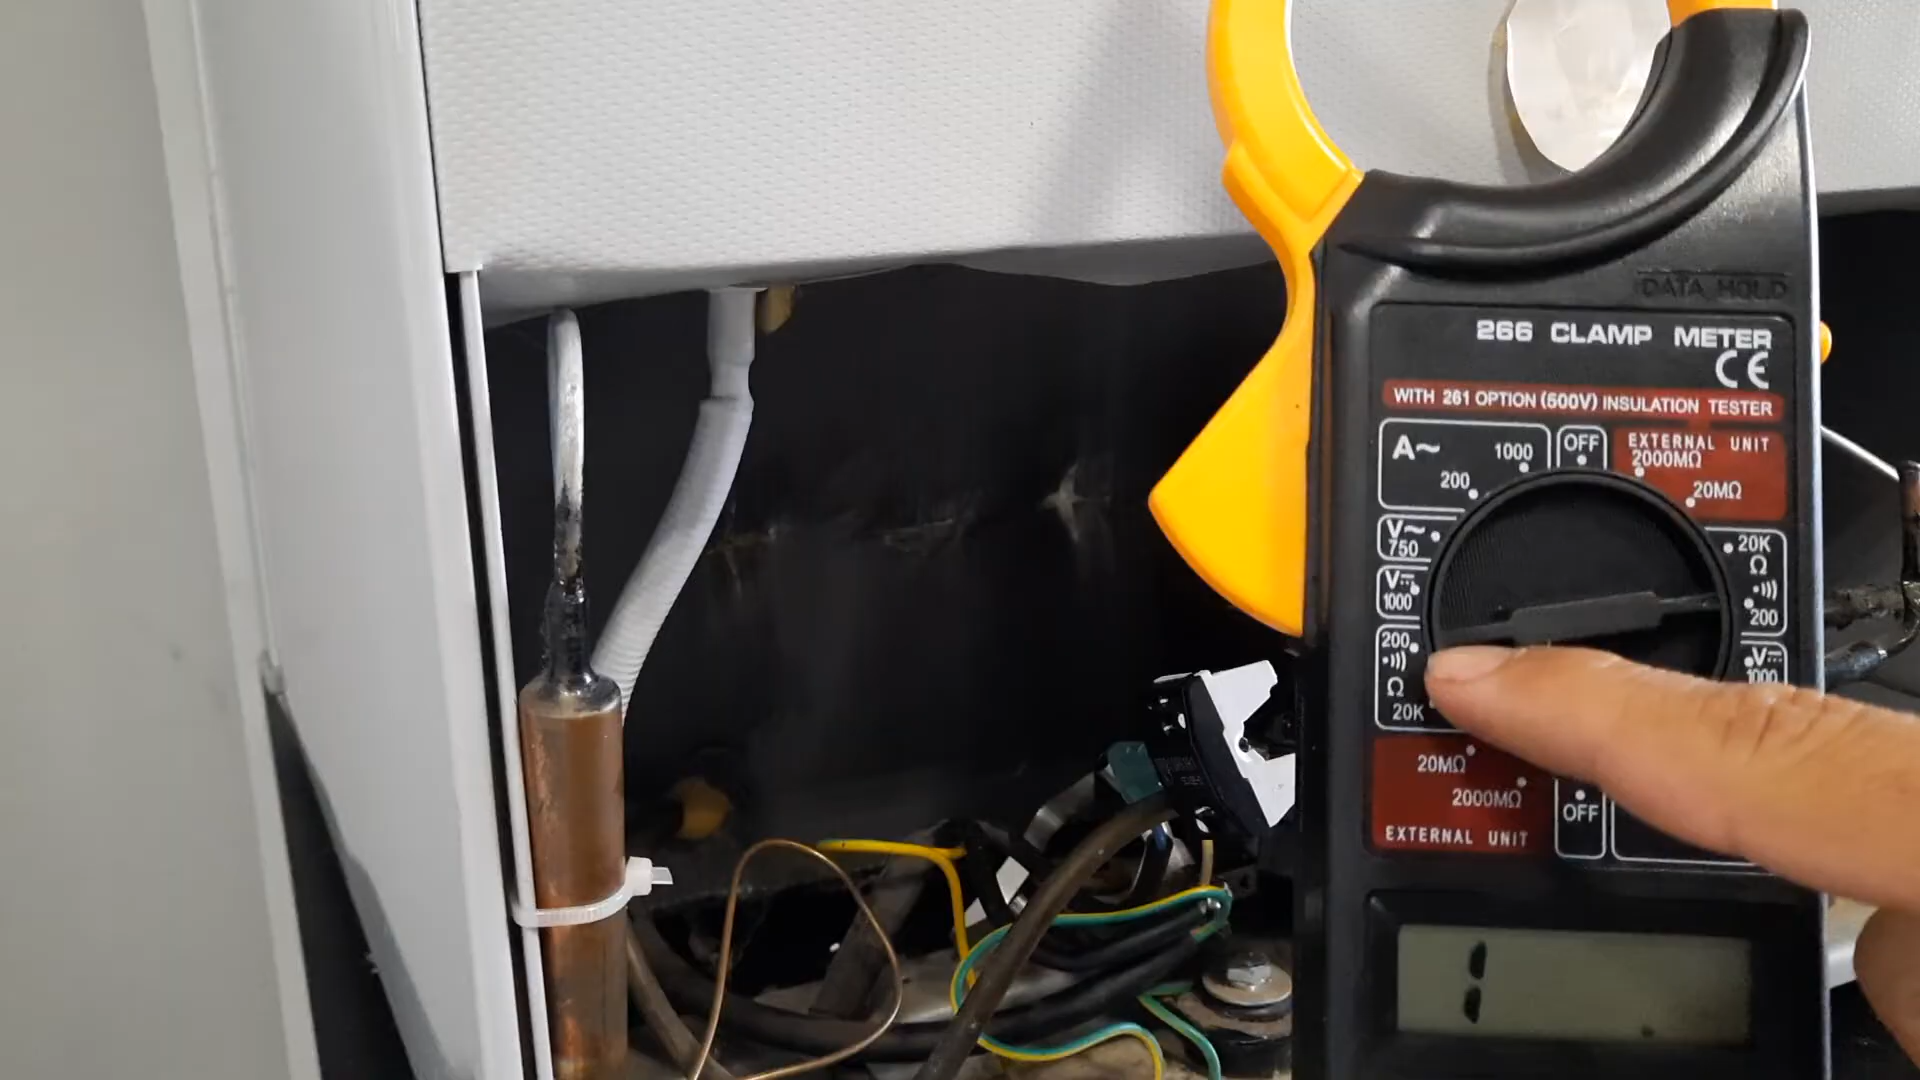 DATA HOLD
266 CLAMP METER
CE
WITH 261 OPTION (500V) INSULATION TESTER
A~ 1000
200
OFF
EXTERNAL UNIT
2000MΩ
20MΩ
V~
750
V⎓
1000
200
•)))
Ω
20K
20K
Ω
•)))
200
V⎓
1000
20MΩ
2000MΩ
EXTERNAL UNIT
OFF
1